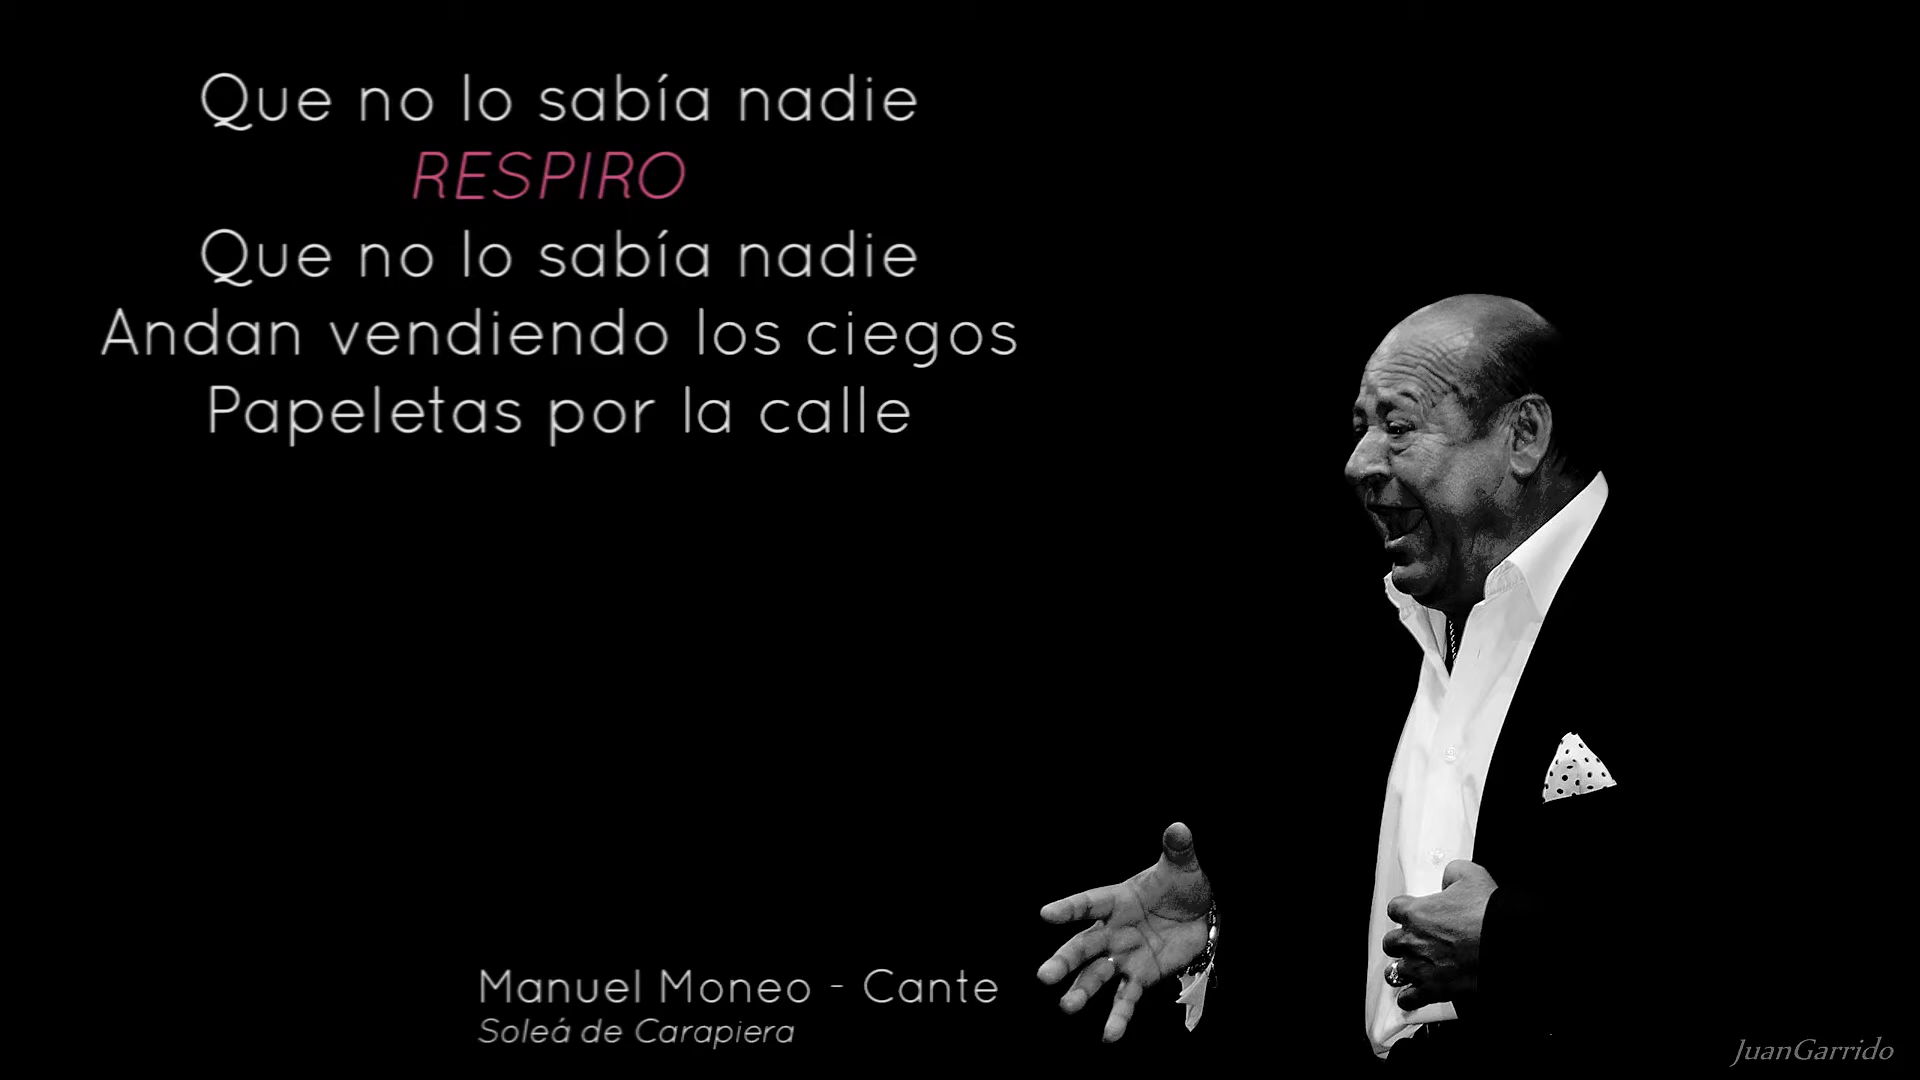 Que no lo sabía nadie
RESPIRO
Que no lo sabía nadie
Andan vendiendo los ciegos
Papeletas por la calle
Manuel Moneo - Cante
Soleá de Carapiera
JuanGarrido